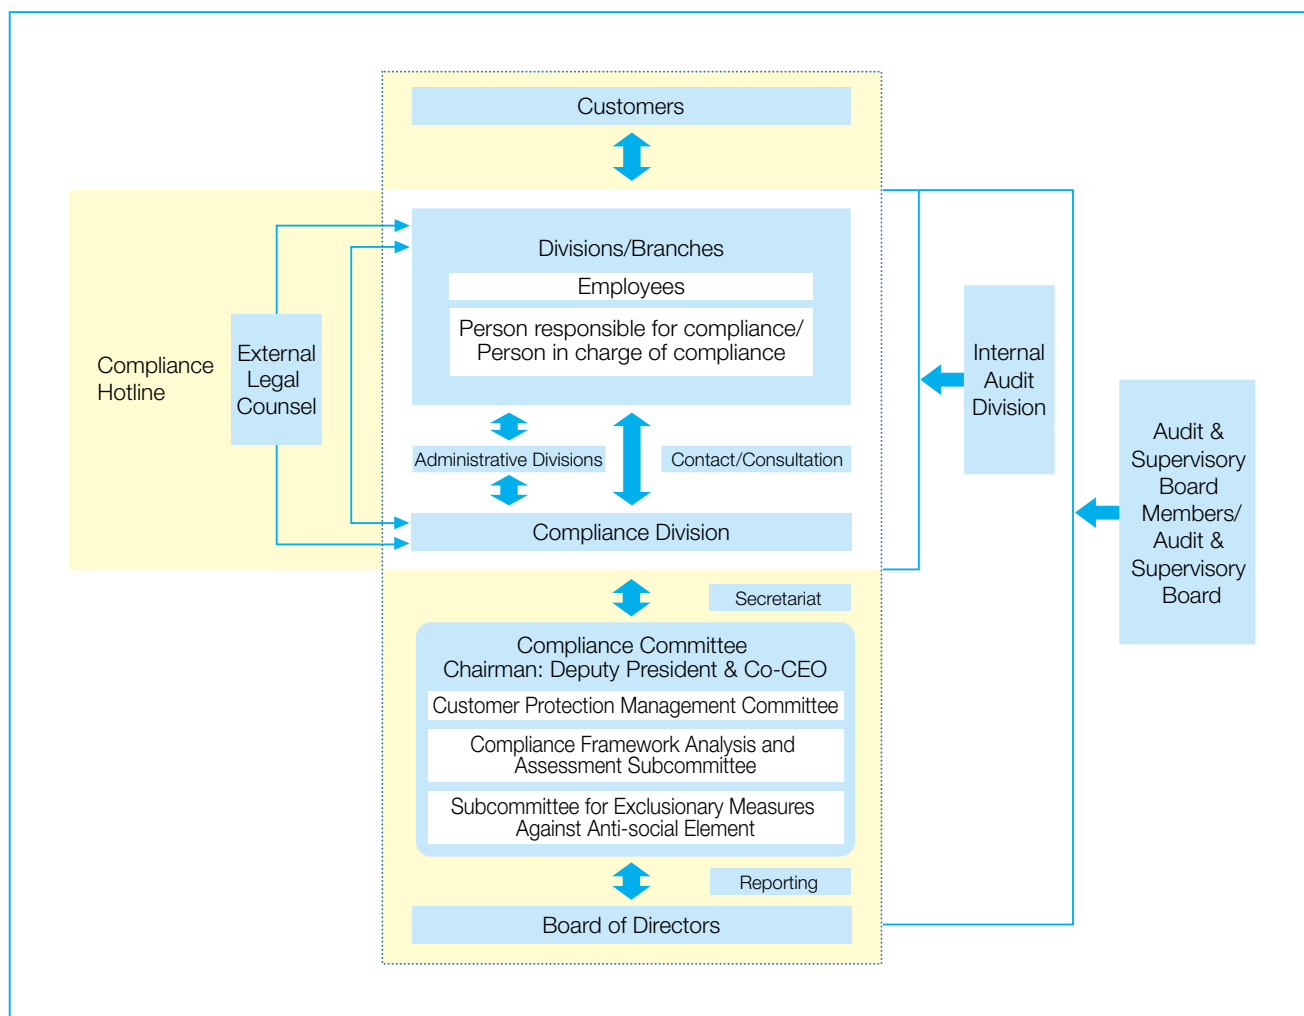 Customers
Divisions/Branches
Employees
Person responsible for compliance/
Person in charge of compliance
Compliance
Hotline
External
Legal
Counsel
Internal
Audit
Division
Administrative Divisions
Contact/Consultation
Compliance Division
Audit &
Supervisory
Board
Members/
Audit &
Supervisory
Board
Secretariat
Compliance Committee
Chairman: Deputy President & Co-CEO
Customer Protection Management Committee
Compliance Framework Analysis and
Assessment Subcommittee
Subcommittee for Exclusionary Measures
Against Anti-social Element
Reporting
Board of Directors